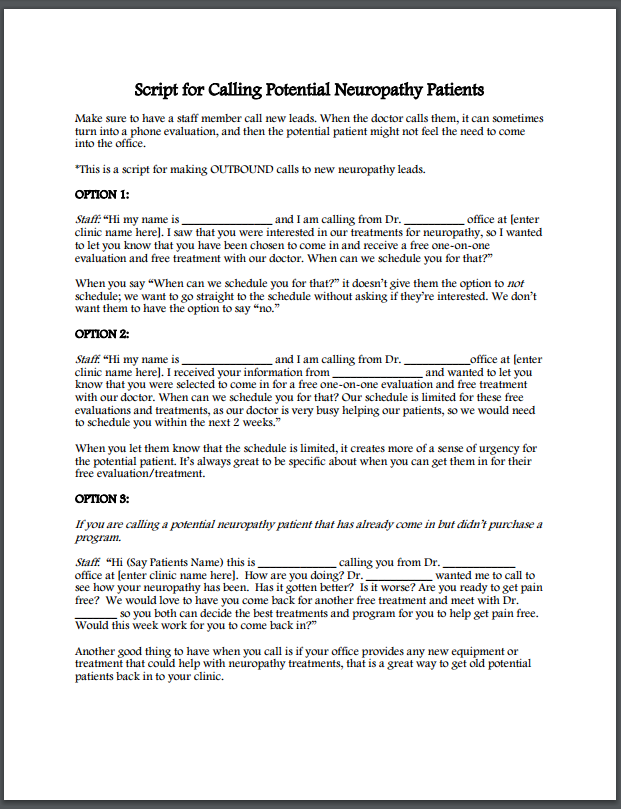 Script for Calling Potential Neuropathy Patients
Make sure to have a staff member call new leads. When the doctor calls them, it can sometimes
turn into a phone evaluation, and then the potential patient might not feel the need to come
into the office.
*This is a script for making OUTBOUND calls to new neuropathy leads.
OPTION 1:
Staff: “Hi my name is _______________ and I am calling from Dr. __________ office at [enter
clinic name here]. I saw that you were interested in our treatments for neuropathy, so I wanted
to let you know that you have been chosen to come in and receive a free one-on-one
evaluation and free treatment with our doctor. When can we schedule you for that?”
When you say “When can we schedule you for that?” it doesn’t give them the option to not
schedule; we want to go straight to the schedule without asking if they’re interested. We don’t
want them to have the option to say “no.”
OPTION 2:
Staff: “Hi my name is _______________ and I am calling from Dr. ___________office at [enter
clinic name here]. I received your information from _______________ and wanted to let you
know that you were selected to come in for a free one-on-one evaluation and free treatment
with our doctor. When can we schedule you for that? Our schedule is limited for these free
evaluations and treatments, as our doctor is very busy helping our patients, so we would need
to schedule you within the next 2 weeks.”
When you let them know that the schedule is limited, it creates more of a sense of urgency for
the potential patient. It’s always great to be specific about when you can get them in for their
free evaluation/treatment.
OPTION 3:
If you are calling a potential neuropathy patient that has already come in but didn’t purchase a
program.
Staff: “Hi (Say Patients Name) this is _____________ calling you from Dr. ____________
office at [enter clinic name here]. How are you doing? Dr. ___________ wanted me to call to
see how your neuropathy has been. Has it gotten better? Is it worse? Are you ready to get pain
free? We would love to have you come back for another free treatment and meet with Dr.
_______ so you both can decide the best treatments and program for you to help get pain free.
Would this week work for you to come back in?”
Another good thing to have when you call is if your office provides any new equipment or
treatment that could help with neuropathy treatments, that is a great way to get old potential
patients back in to your clinic.